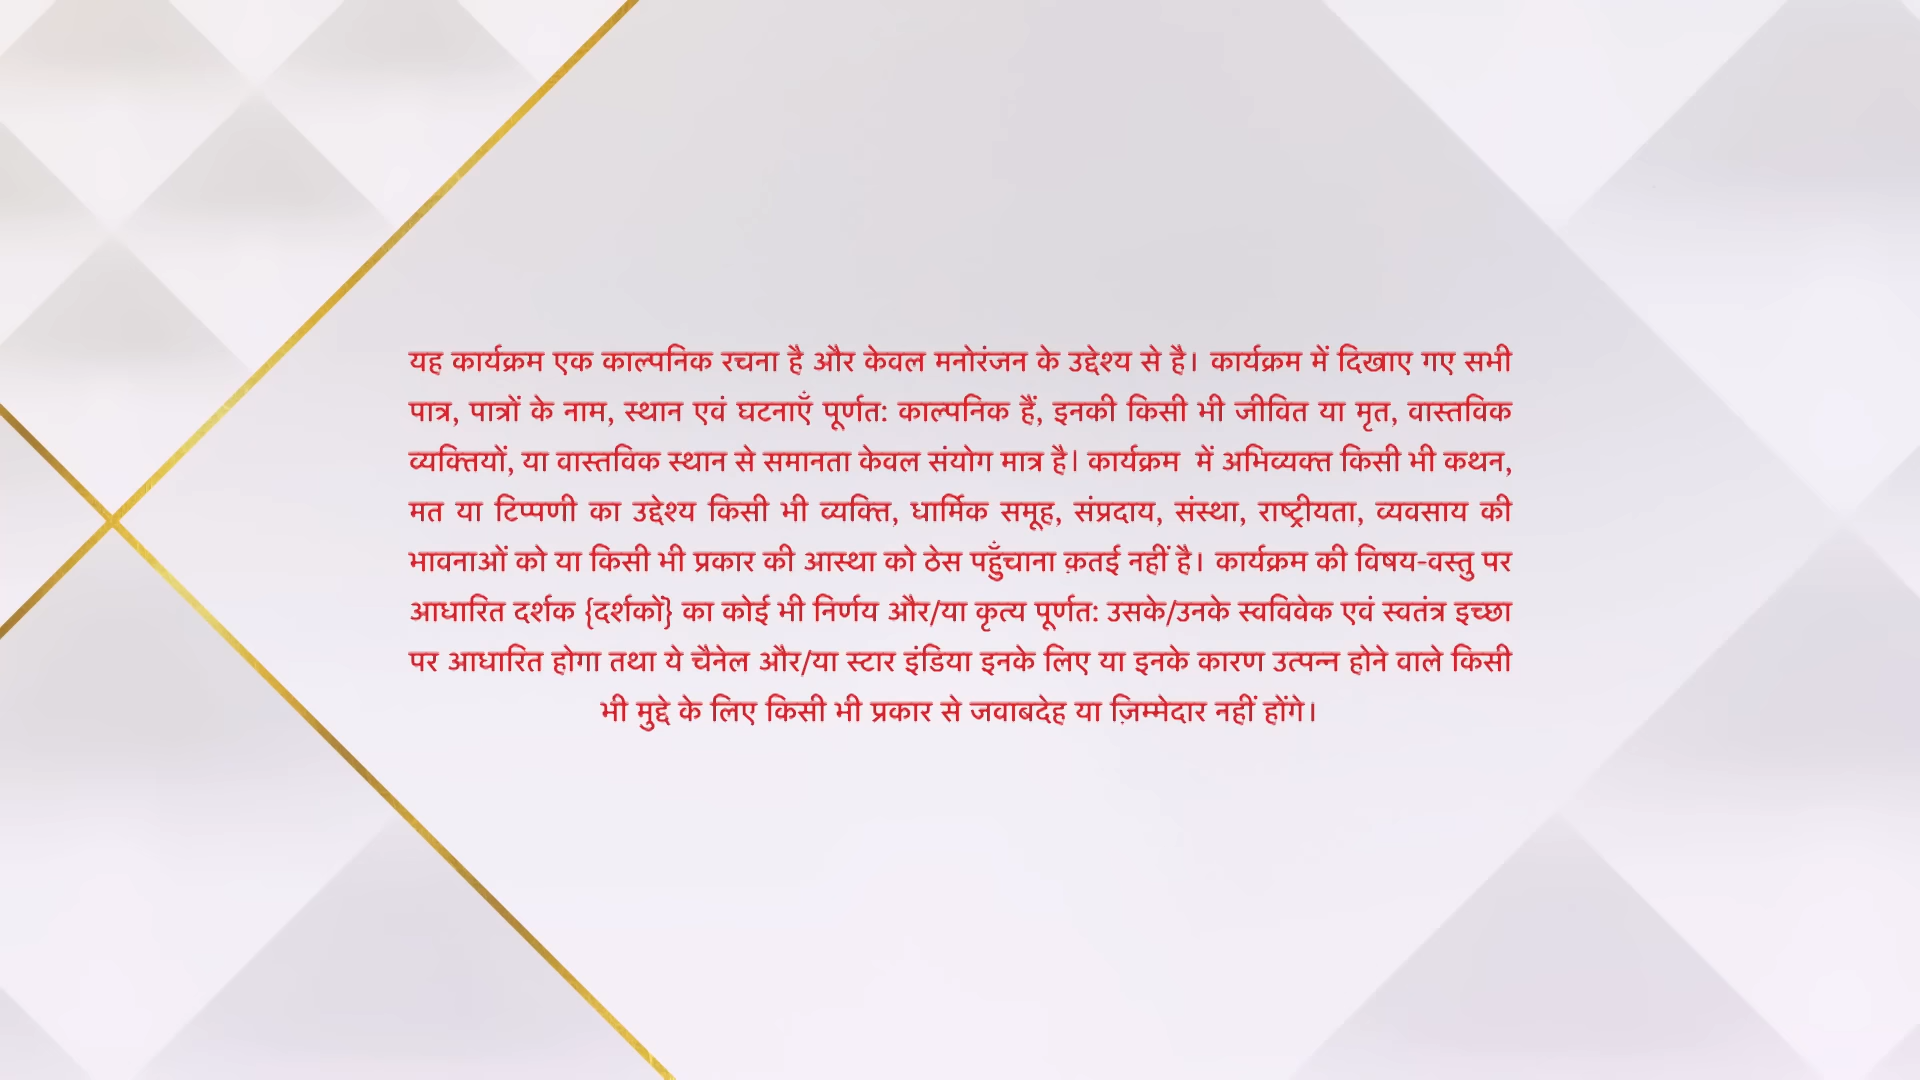 यह कार्यक्रम एक काल्पनिक रचना है और केवल मनोरंजन के उद्देश्य से है। कार्यक्रम में दिखाए गए सभी
पात्र, पात्रों के नाम, स्थान एवं घटनाएँ पूर्णत: काल्पनिक हैं, इनकी किसी भी जीवित या मृत, वास्तविक
व्यक्तियों, या वास्तविक स्थान से समानता केवल संयोग मात्र है। कार्यक्रम  में अभिव्यक्त किसी भी कथन,
मत या टिप्पणी का उद्देश्य किसी भी व्यक्ति, धार्मिक समूह, संप्रदाय, संस्था, राष्ट्रीयता, व्यवसाय की
भावनाओं को या किसी भी प्रकार की आस्था को ठेस पहुँचाना क़तई नहीं है। कार्यक्रम की विषय-वस्तु पर
आधारित दर्शक {दर्शकों} का कोई भी निर्णय और/या कृत्य पूर्णत: उसके/उनके स्वविवेक एवं स्वतंत्र इच्छा
पर आधारित होगा तथा ये चैनेल और/या स्टार इंडिया इनके लिए या इनके कारण उत्पन्न होने वाले किसी
भी मुद्दे के लिए किसी भी प्रकार से जवाबदेह या ज़िम्मेदार नहीं होंगे।